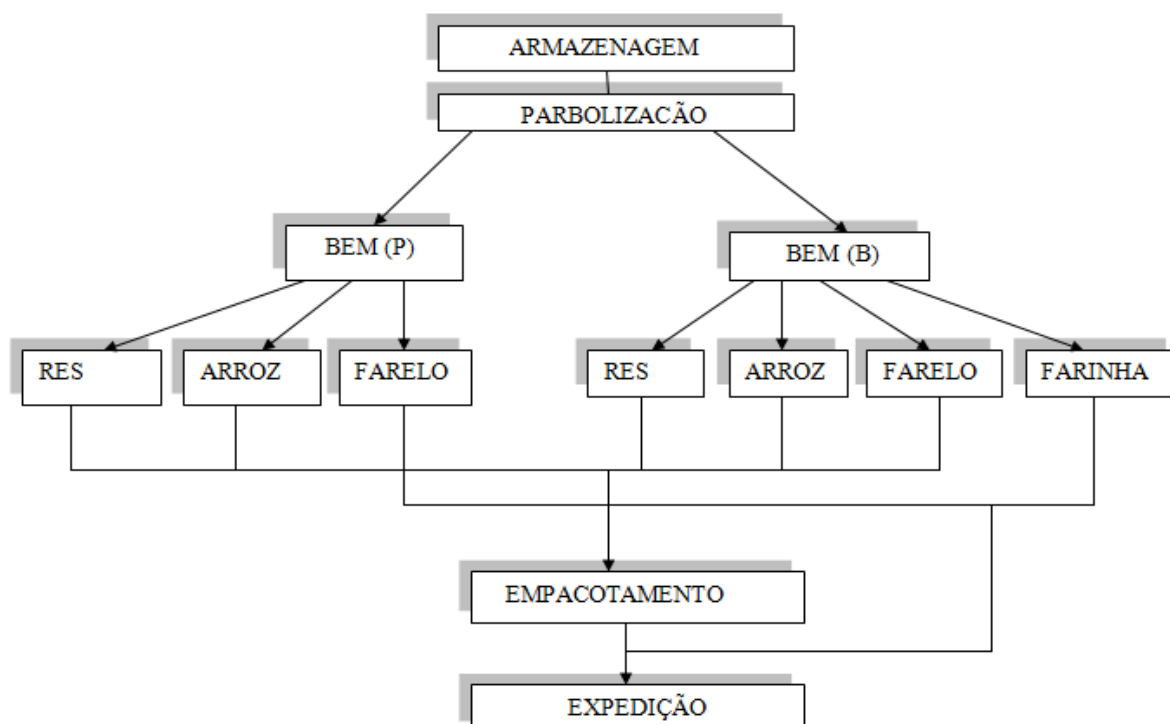 ARMAZENAGEM
PARBOLIZACÃO
BEM (P)
BEM (B)
RES
ARROZ
FARELO
RES
ARROZ
FARELO
FARINHA
EMPACOTAMENTO
EXPEDIÇÃO